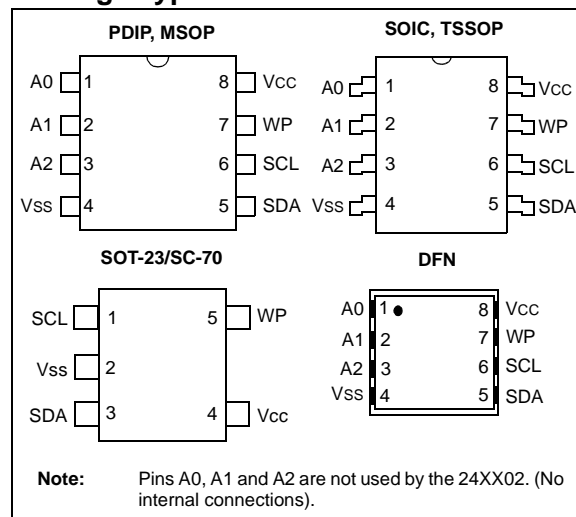 PDIP, MSOP
A0 1 8 VCC
A1 2 7 WP
A2 3 6 SCL
VSS 4 5 SDA
SOIC, TSSOP
A0 1 8 VCC
A1 2 7 WP
A2 3 6 SCL
VSS 4 5 SDA
SOT-23/SC-70
SCL 1 5 WP
Vss 2
SDA 3 4 Vcc
DFN
A0 1 8 VCC
A1 2 7 WP
A2 3 6 SCL
VSS 4 5 SDA
Note: Pins A0, A1 and A2 are not used by the 24XX02. (No
internal connections).